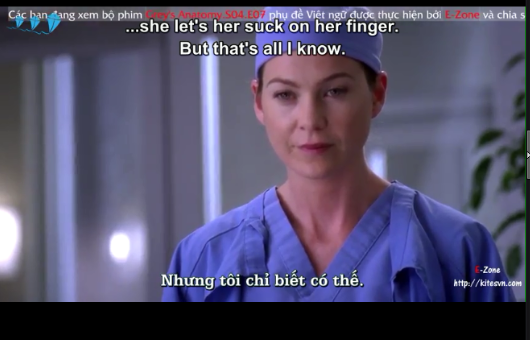 Các bạn đang xem bộ phim Grey's Anatomy S04.E07 phụ đề Việt ngữ được thực hiện bởi E-Zone và chia s
...she let's her suck on her finger.
But that's all I know.
Nhưng tôi chỉ biết có thế.
E-Zone
http://kitesvn.com